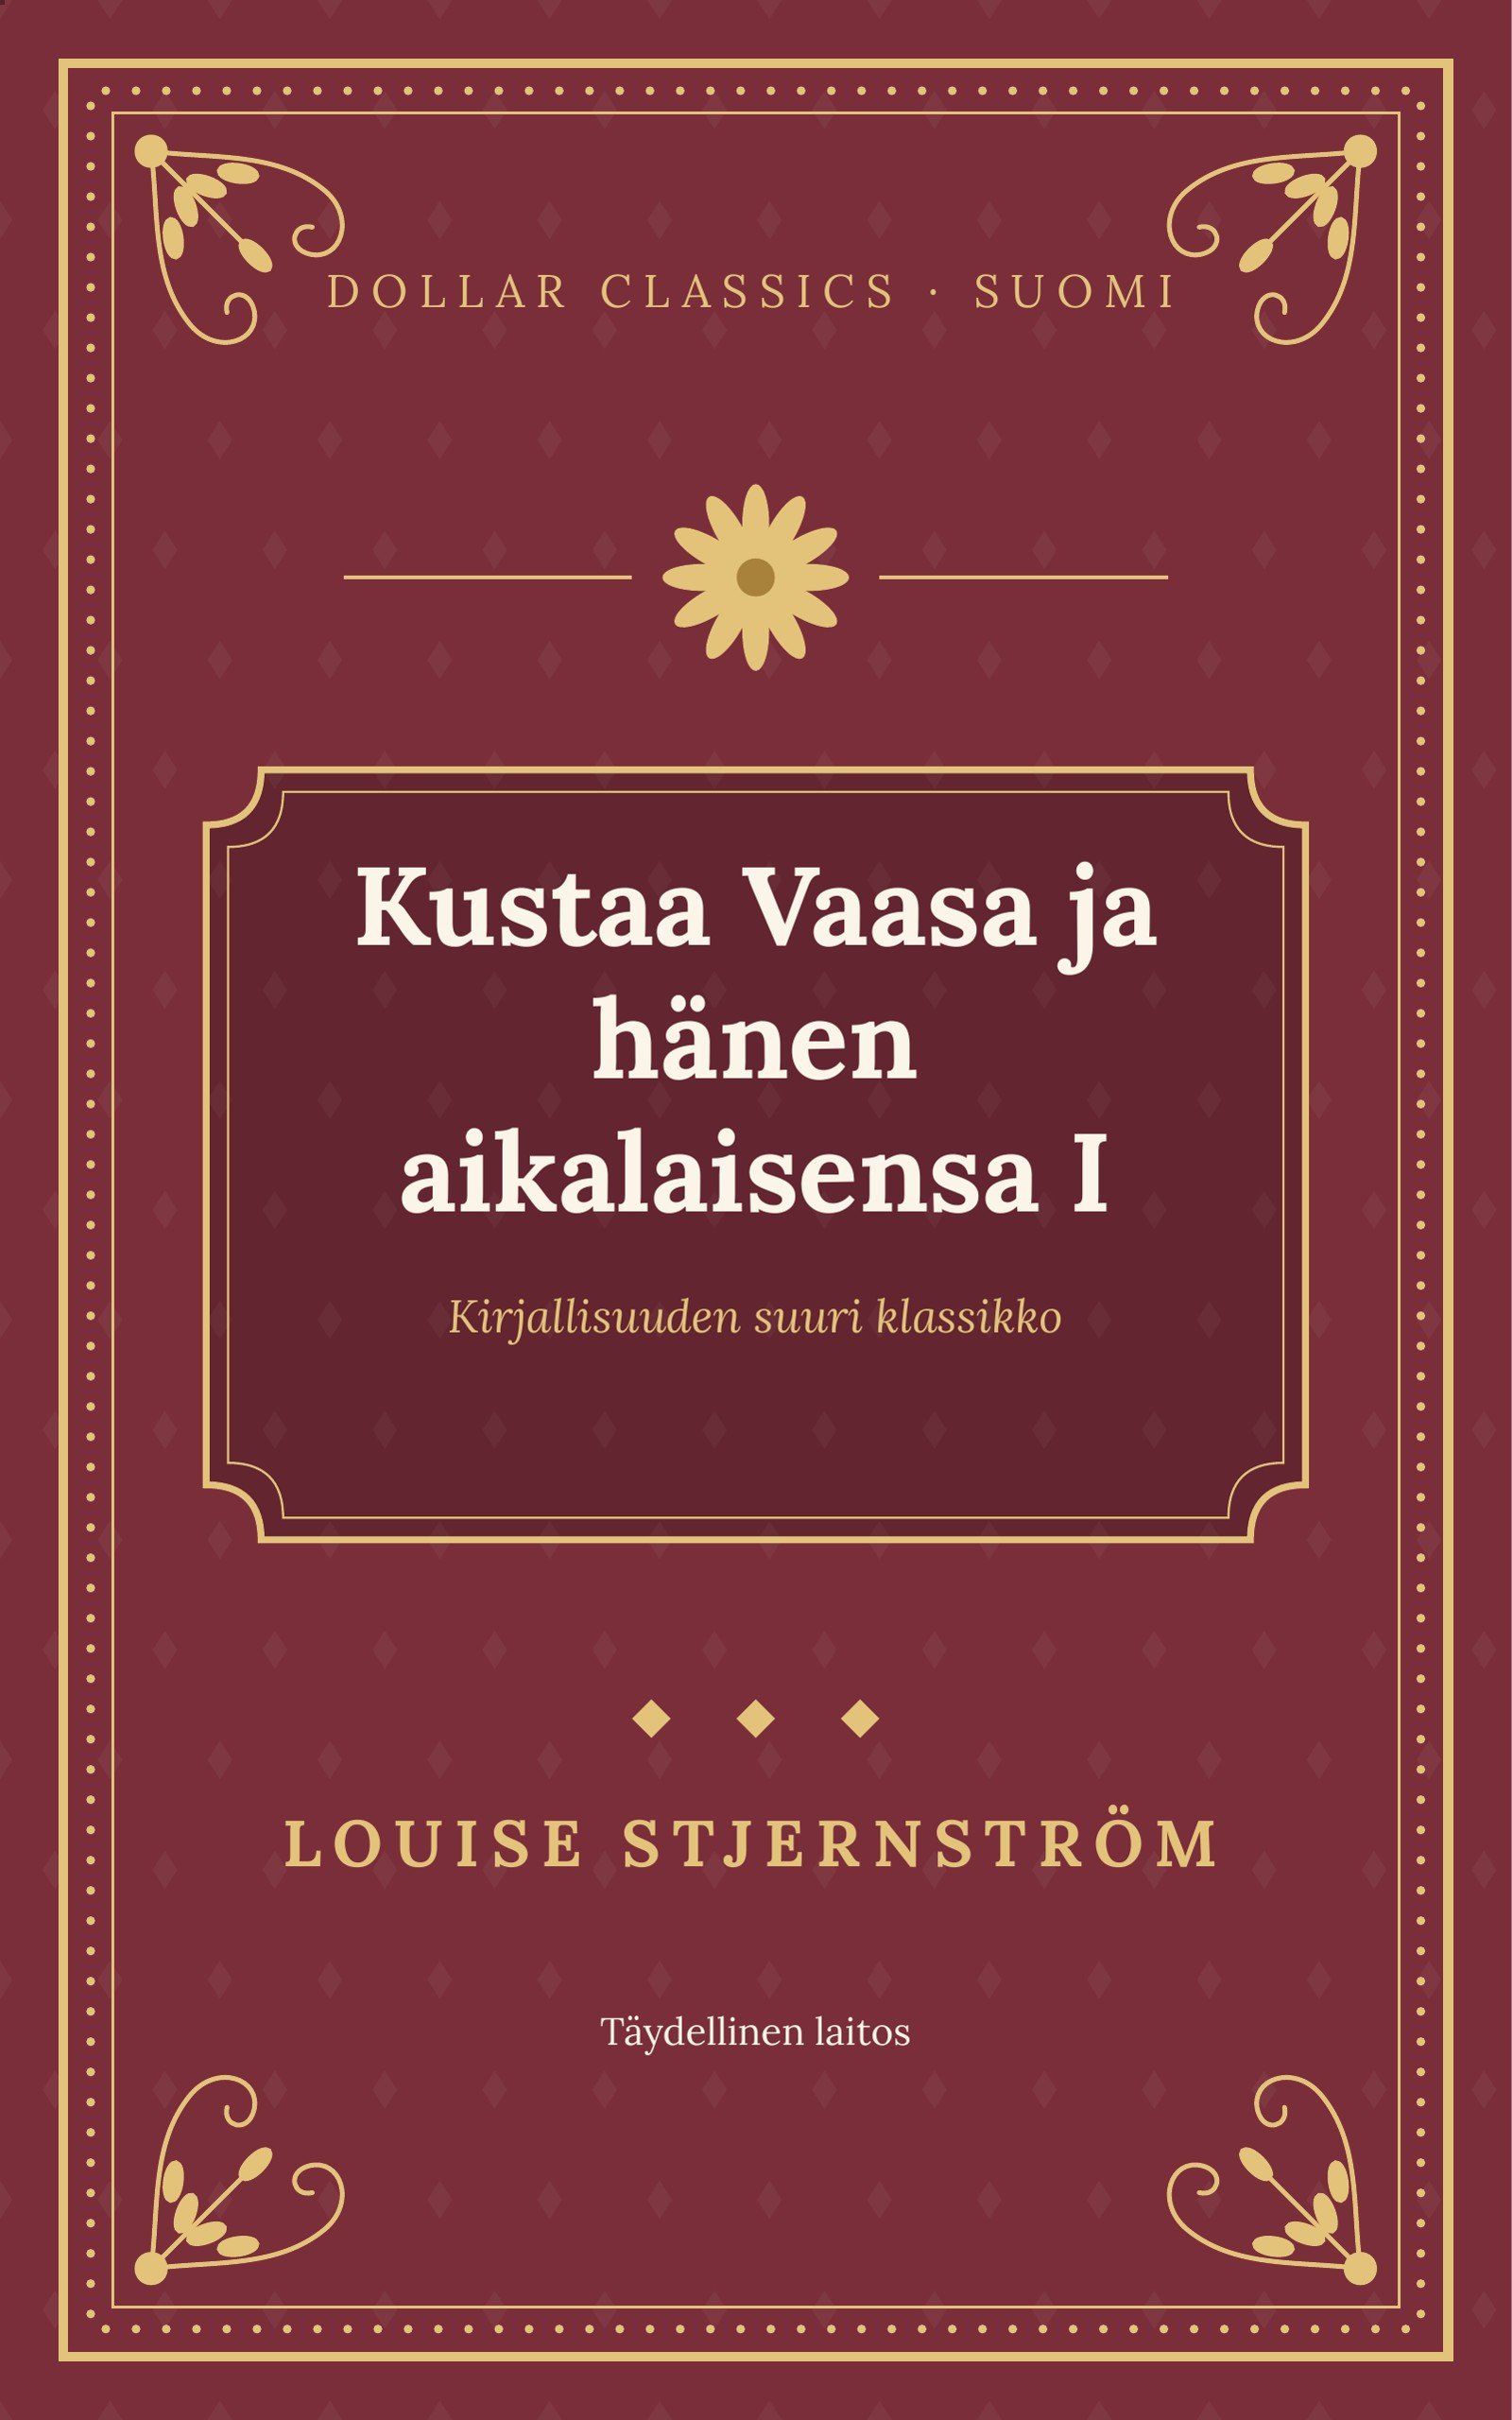 DOLLAR CLASSICS · SUOMI
Kustaa Vaasa ja
hänen
aikalaisensa I
Kirjallisuuden suuri klassikko
LOUISE STJERNSTRÖM
Täydellinen laitos